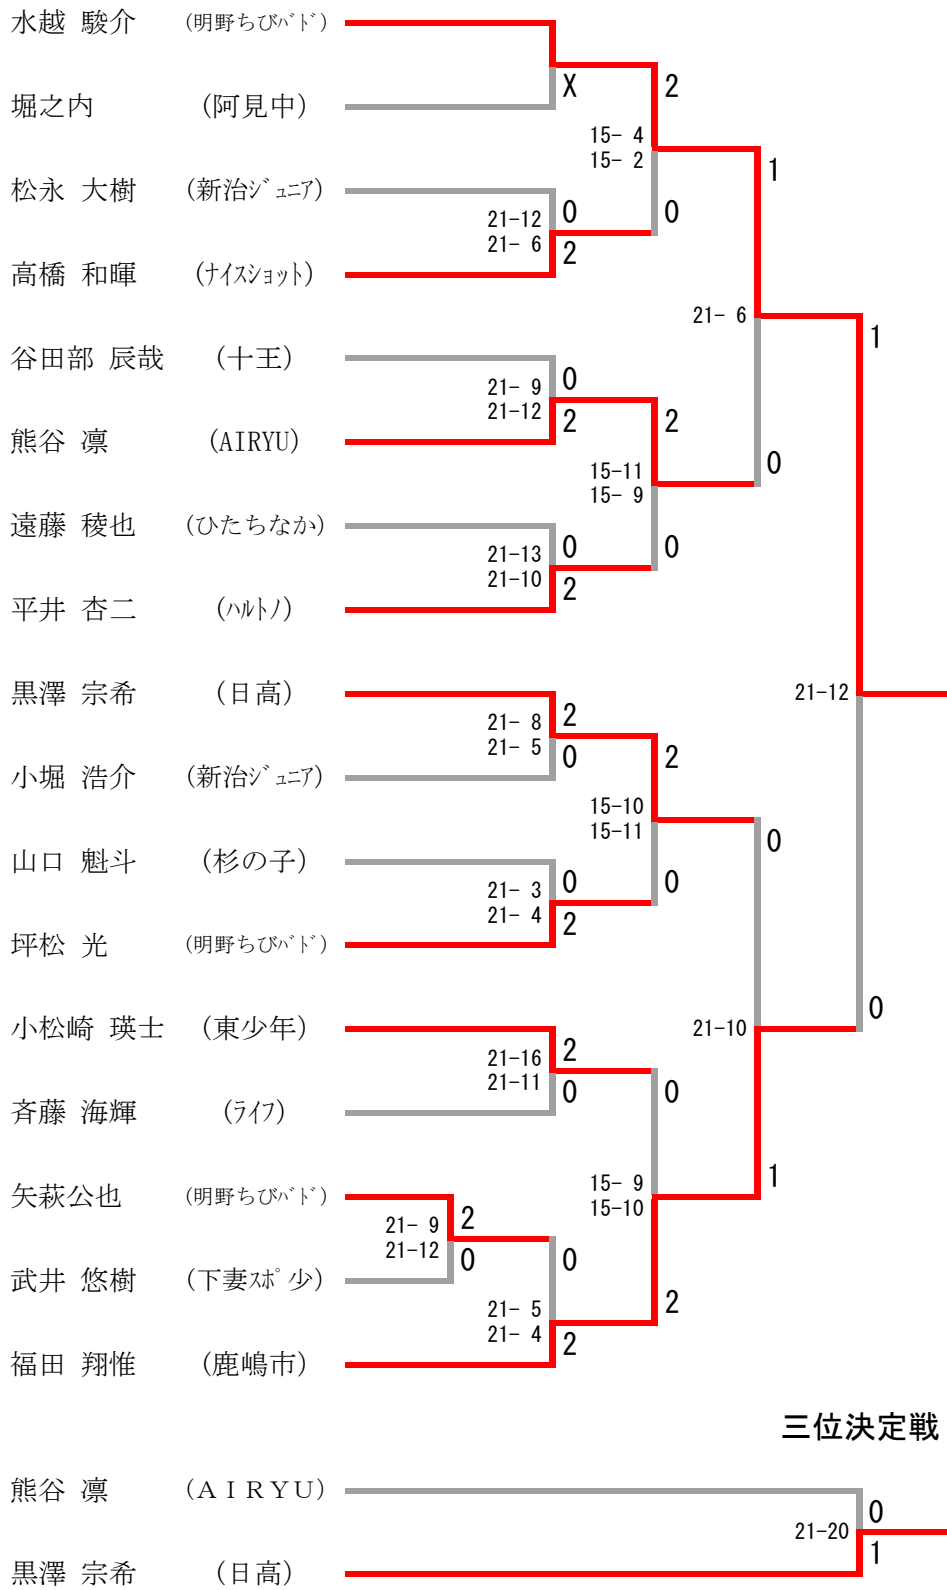 水越 駿介 (明野ちびﾊﾞﾄﾞ)
X 2
堀之内 (阿見中)
15- 4
15- 2
1
松永 大樹 (新治ｼﾞｭﾆｱ)
21-12 0 0
21- 6 2
高橋 和暉 (ﾅｲｽｼｮｯﾄ)
21- 6 1
谷田部 辰哉 (十王)
21- 9 0
21-12 2 2
熊谷 凛 (AIRYU)
15-11 0
15- 9
遠藤 稜也 (ひたちなか)
21-13 0 0
21-10 2
平井 杏二 (ﾊﾙﾄﾉ)
黒澤 宗希 (日高)
21-12
21- 8 2
21- 5 0 2
小堀 浩介 (新治ｼﾞｭﾆｱ)
15-10
15-11 0
山口 魁斗 (杉の子)
21- 3 0 0
21- 4 2
坪松 光 (明野ちびﾊﾞﾄﾞ)
0
小松崎 瑛士 (東少年)
21-10
21-16 2
21-11 0 0
斉藤 海輝 (ﾗｲﾌ)
15- 9 1
15-10
矢萩公也 (明野ちびﾊﾞﾄﾞ)
21- 9 2
21-12 0 0
武井 悠樹 (下妻ｽﾎﾟ少)
21- 5 2
21- 4 2
福田 翔惟 (鹿嶋市)
三位決定戦
熊谷 凛 (ＡＩＲＹＵ)
0
21-20
1
黒澤 宗希 (日高)